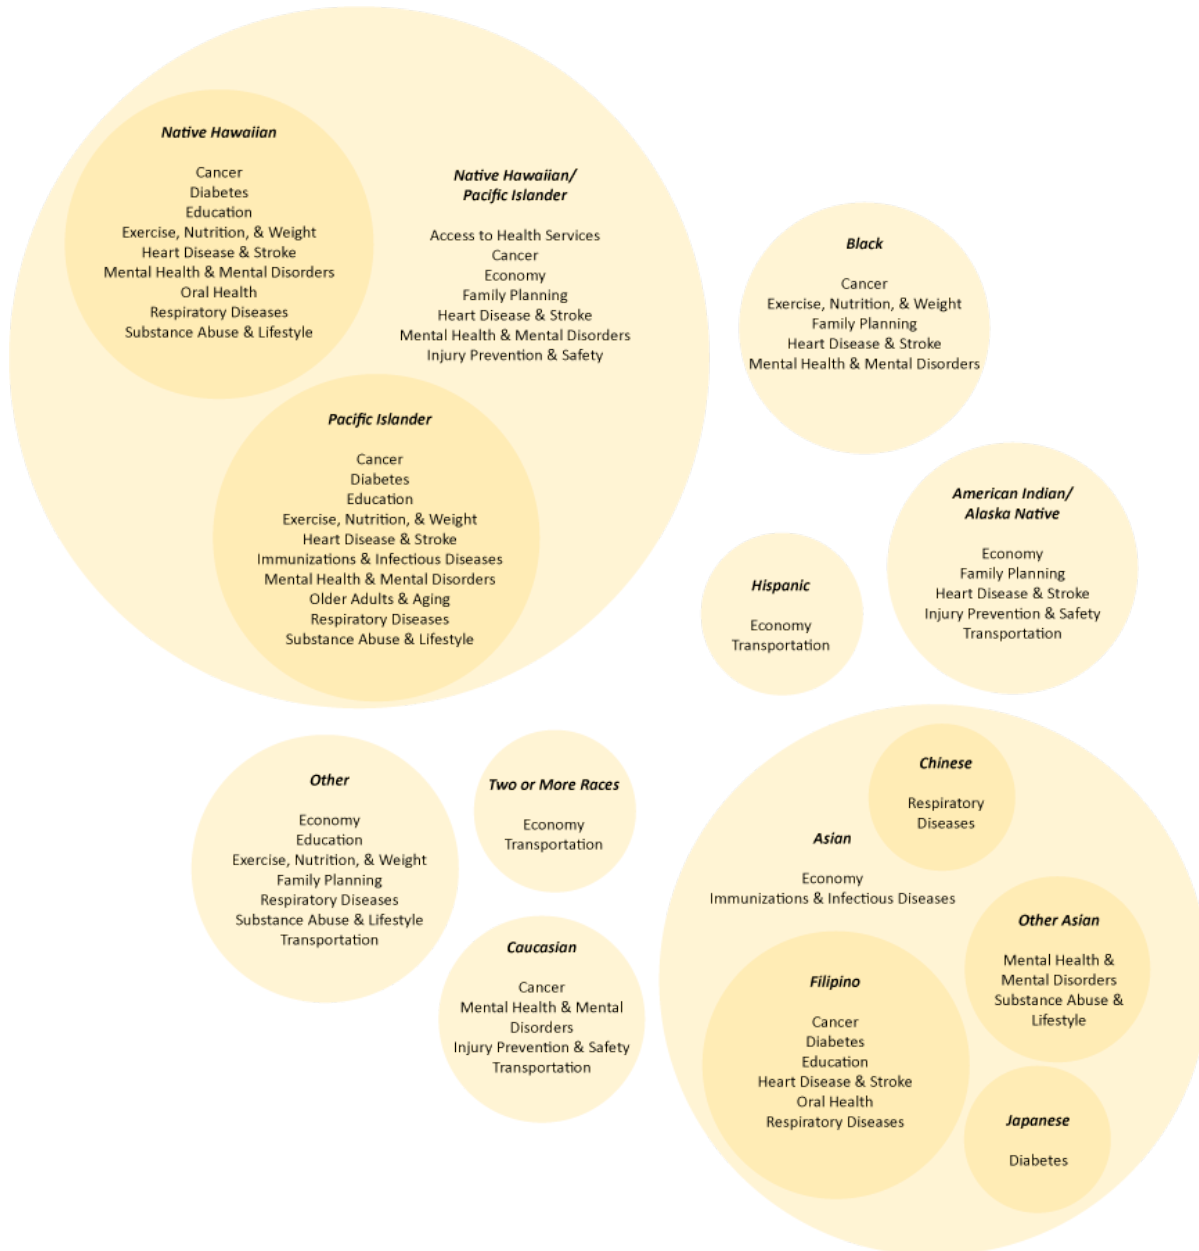 Native Hawaiian
Cancer
Diabetes
Education
Exercise, Nutrition, & Weight
Heart Disease & Stroke
Mental Health & Mental Disorders
Oral Health
Respiratory Diseases
Substance Abuse & Lifestyle
Native Hawaiian/
Pacific Islander
Access to Health Services
Cancer
Economy
Family Planning
Heart Disease & Stroke
Mental Health & Mental Disorders
Injury Prevention & Safety
Pacific Islander
Cancer
Diabetes
Education
Exercise, Nutrition, & Weight
Heart Disease & Stroke
Immunizations & Infectious Diseases
Mental Health & Mental Disorders
Older Adults & Aging
Respiratory Diseases
Substance Abuse & Lifestyle
Black
Cancer
Exercise, Nutrition, & Weight
Family Planning
Heart Disease & Stroke
Mental Health & Mental Disorders
American Indian/
Alaska Native
Economy
Family Planning
Heart Disease & Stroke
Injury Prevention & Safety
Transportation
Hispanic
Economy
Transportation
Other
Economy
Education
Exercise, Nutrition, & Weight
Family Planning
Respiratory Diseases
Substance Abuse & Lifestyle
Transportation
Two or More Races
Economy
Transportation
Caucasian
Cancer
Mental Health & Mental
Disorders
Injury Prevention & Safety
Transportation
Chinese
Respiratory
Diseases
Asian
Economy
Immunizations & Infectious Diseases
Other Asian
Mental Health &
Mental Disorders
Substance Abuse &
Lifestyle
Filipino
Cancer
Diabetes
Education
Heart Disease & Stroke
Oral Health
Respiratory Diseases
Japanese
Diabetes